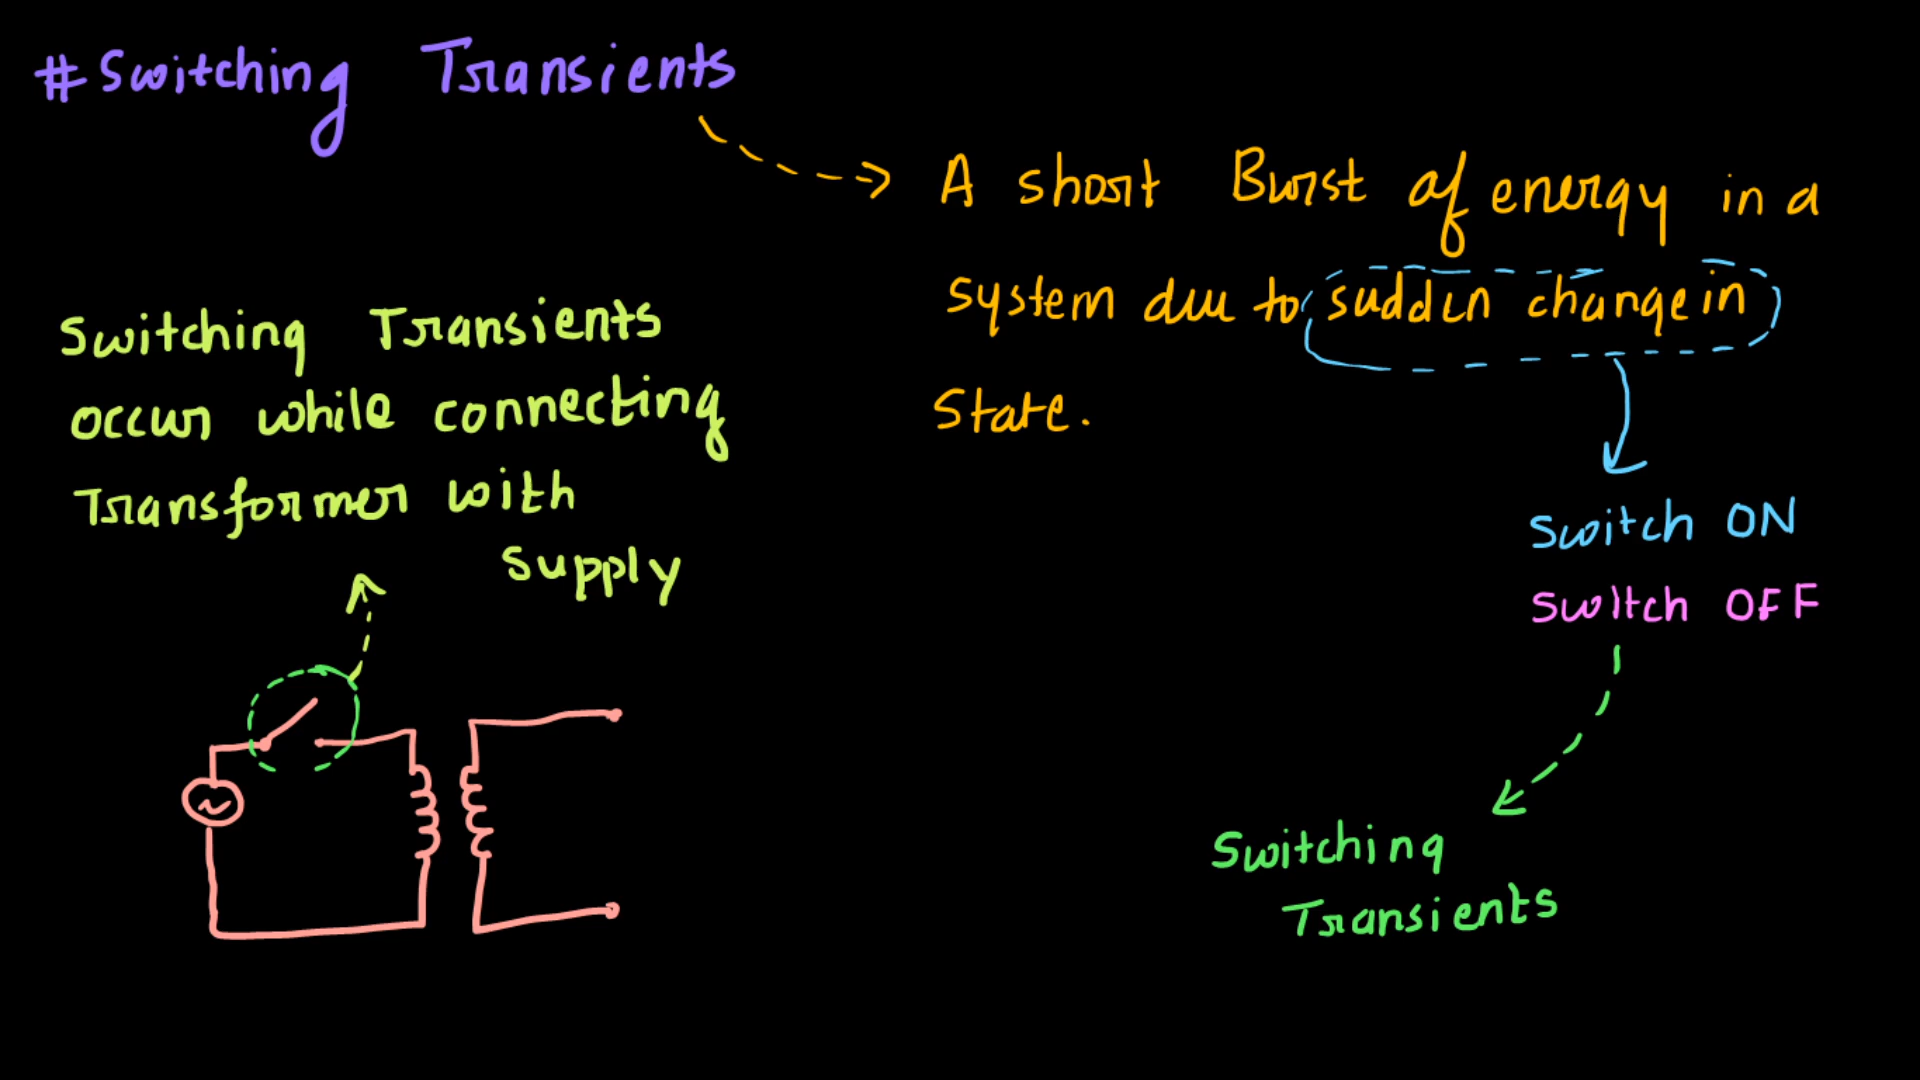 #Switching Transients
A short Burst of energy in a
system due to sudden change in
State.
Switching Transients
occur while connecting
Transformer with
Supply
Switch ON
Switch OFF
Switching
Transients